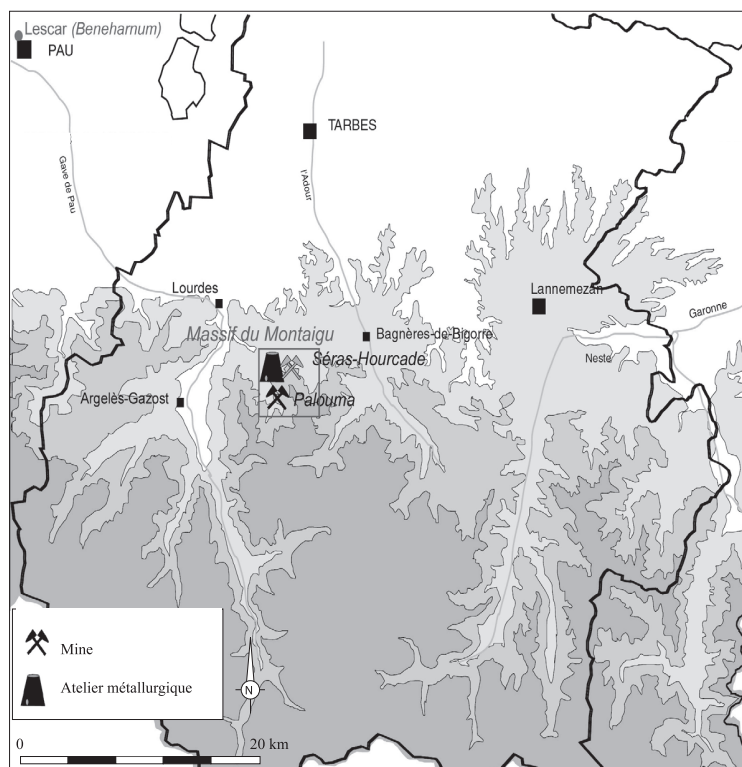 Lescar (Beneharnum)
PAU
TARBES
Gave de Pau
l'Adour
Lourdes
Lannemezan
Massif du Montaigu
Bagnères-de-Bigorre
Garonne
Séras-Hourcade
Neste
Argelès-Gazost
Palouma
Mine
Atelier métallurgique
N
0 20 km